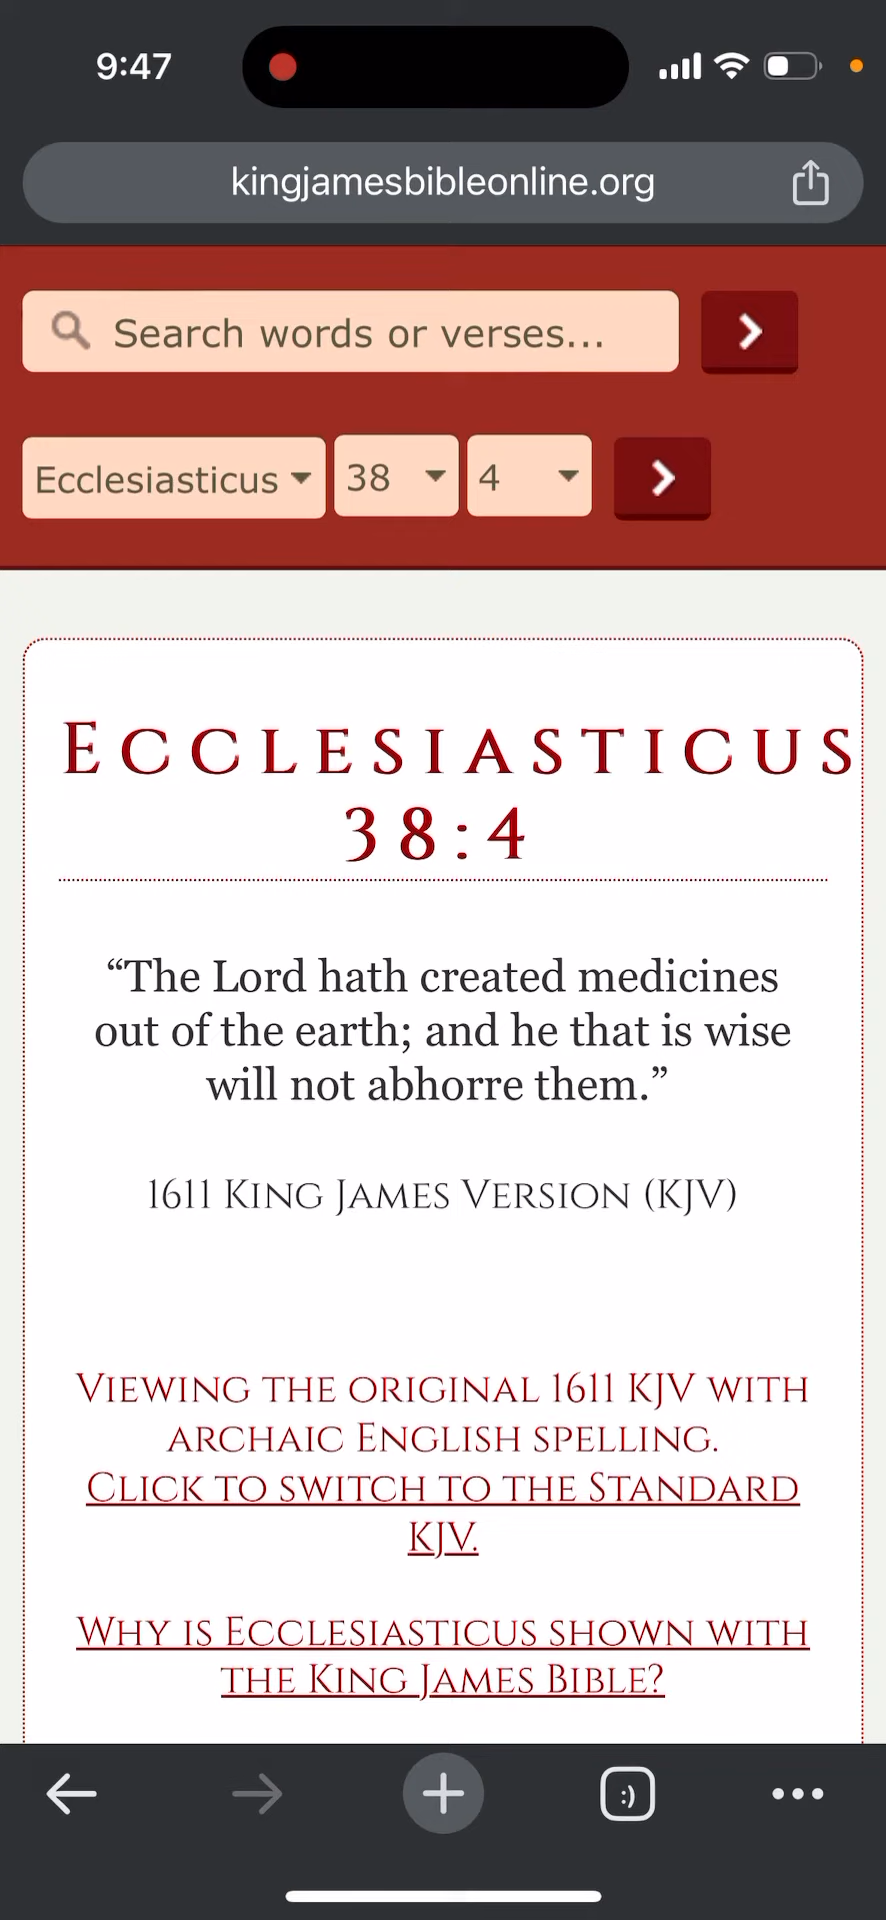 9:47
kingjamesbibleonline.org
Search words or verses...
Ecclesiasticus 38 4
ECCLESIASTICUS
38:4
“The Lord hath created medicines
out of the earth; and he that is wise
will not abhorre them.”
1611 KING JAMES VERSION (KJV)
VIEWING THE ORIGINAL 1611 KJV WITH
ARCHAIC ENGLISH SPELLING.
CLICK TO SWITCH TO THE STANDARD
KJV.
WHY IS ECCLESIASTICUS SHOWN WITH
THE KING JAMES BIBLE?
:)